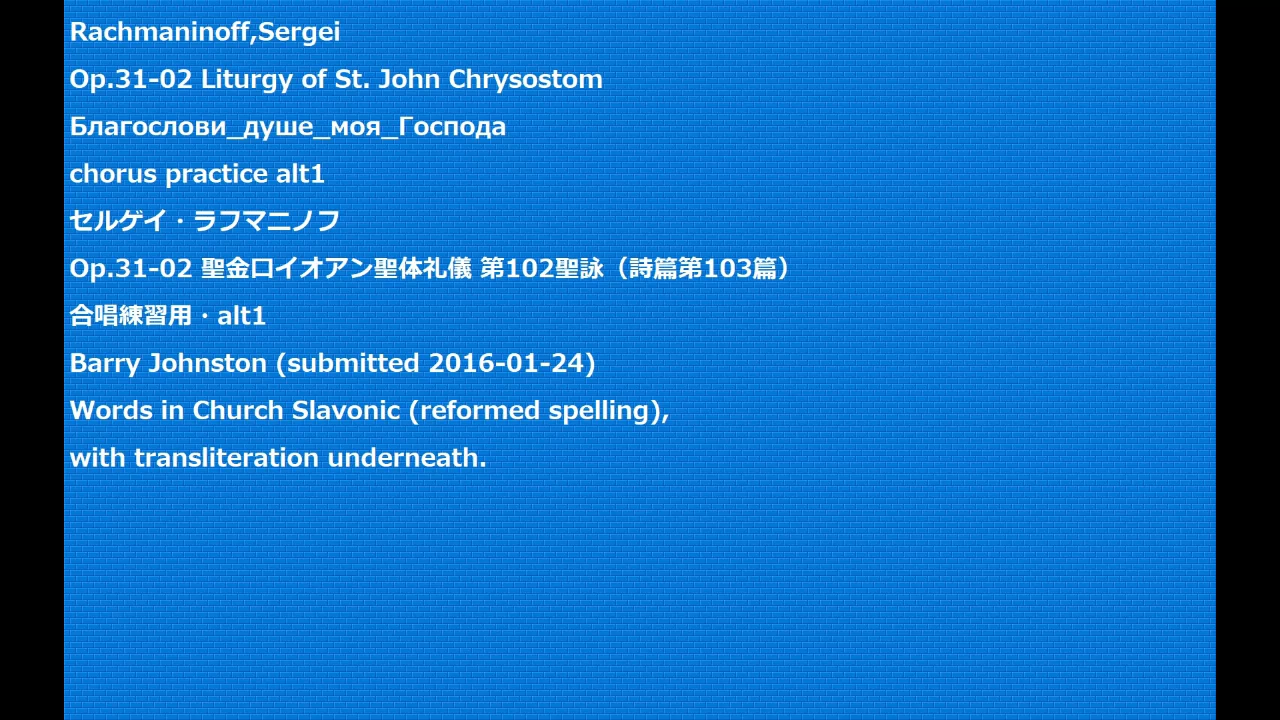 Rachmaninoff,Sergei
Op.31-02 Liturgy of St. John Chrysostom
Благослови_душе_моя_Господа
chorus practice alt1
セルゲイ・ラフマニノフ
Op.31-02 聖金ロイオアン聖体礼儀 第102聖詠（詩篇第103篇）
合唱練習用・alt1
Barry Johnston (submitted 2016-01-24)
Words in Church Slavonic (reformed spelling),
with transliteration underneath.